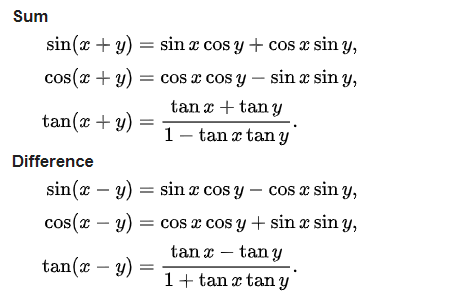 Sum
sin(x + y) = sin x cos y + cos x sin y,
cos(x + y) = cos x cos y − sin x sin y,
tan(x + y) = (tan x + tan y) / (1 − tan x tan y).
Difference
sin(x − y) = sin x cos y − cos x sin y,
cos(x − y) = cos x cos y + sin x sin y,
tan(x − y) = (tan x − tan y) / (1 + tan x tan y).